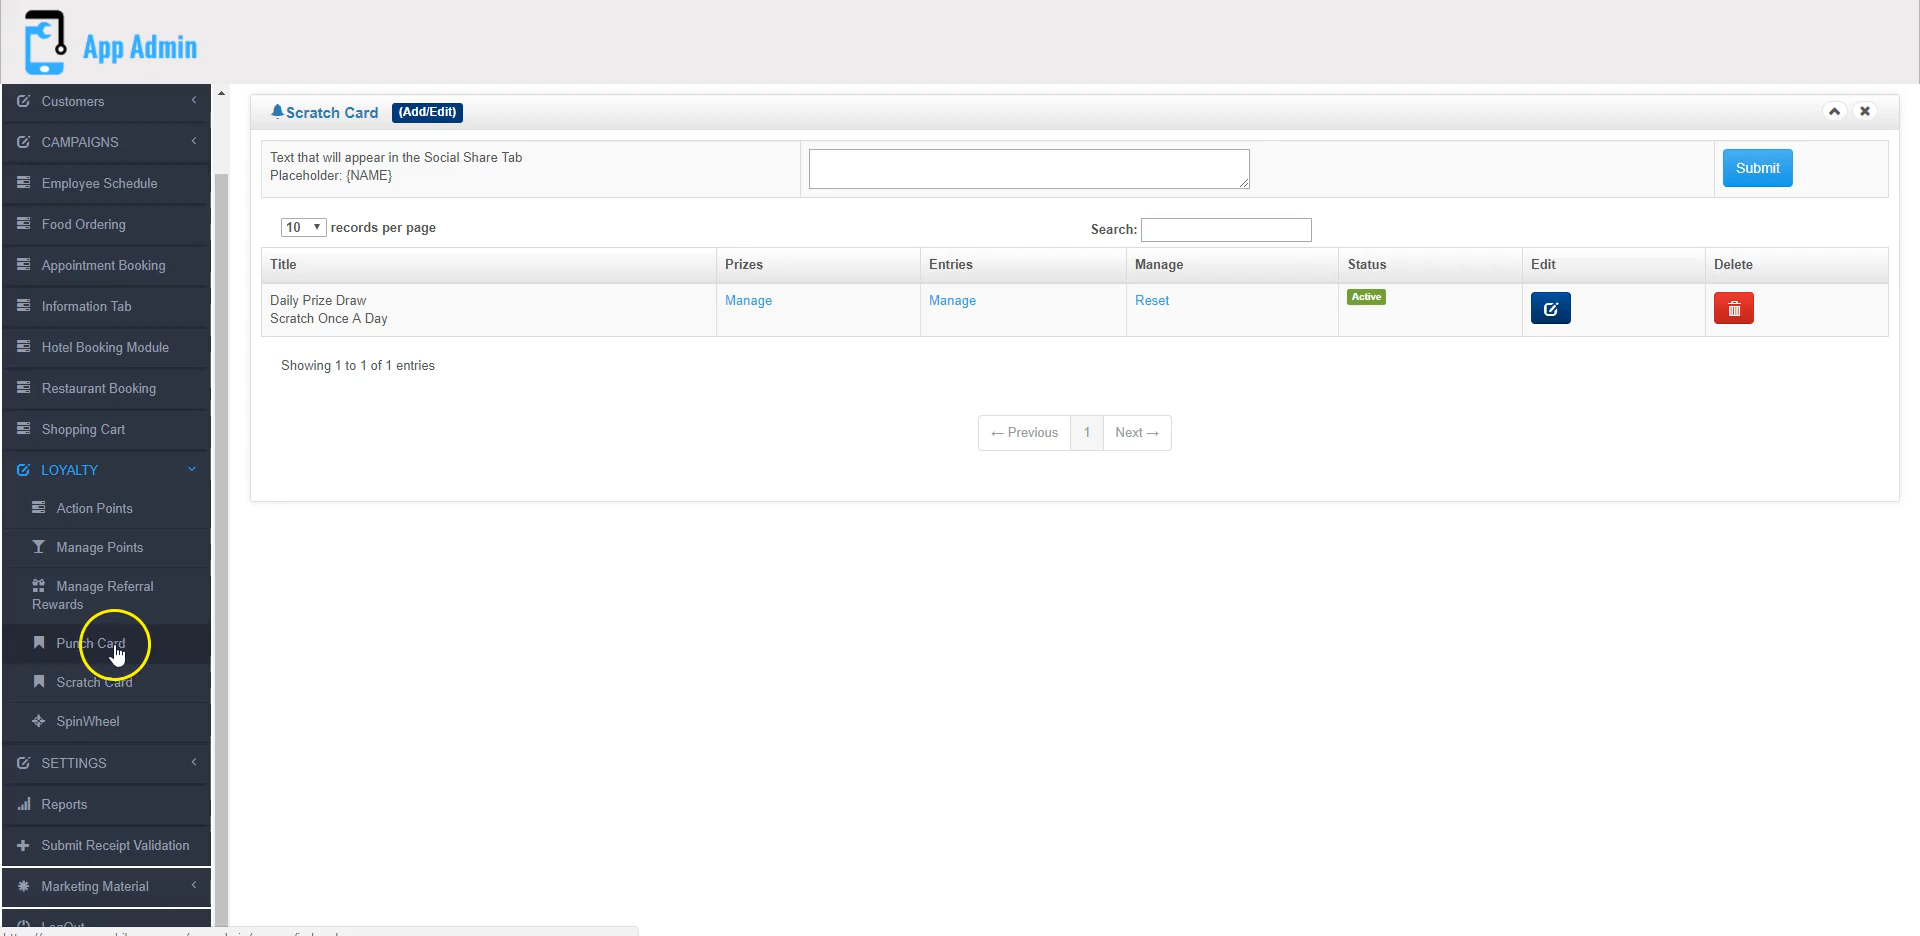 App Admin
Customers
CAMPAIGNS
Employee Schedule
Food Ordering
Appointment Booking
Information Tab
Hotel Booking Module
Restaurant Booking
Shopping Cart
LOYALTY
Action Points
Manage Points
Manage Referral
Rewards
Punch Card
Scratch Card
SpinWheel
SETTINGS
Reports
Submit Receipt Validation
Marketing Material
LogOut
Scratch Card (Add/Edit)
Text that will appear in the Social Share Tab
Placeholder: {NAME}
Submit
10 records per page
Search:
Title Prizes Entries Manage Status Edit Delete
Daily Prize Draw Manage Manage Reset Active
Scratch Once A Day
Showing 1 to 1 of 1 entries
← Previous 1 Next →